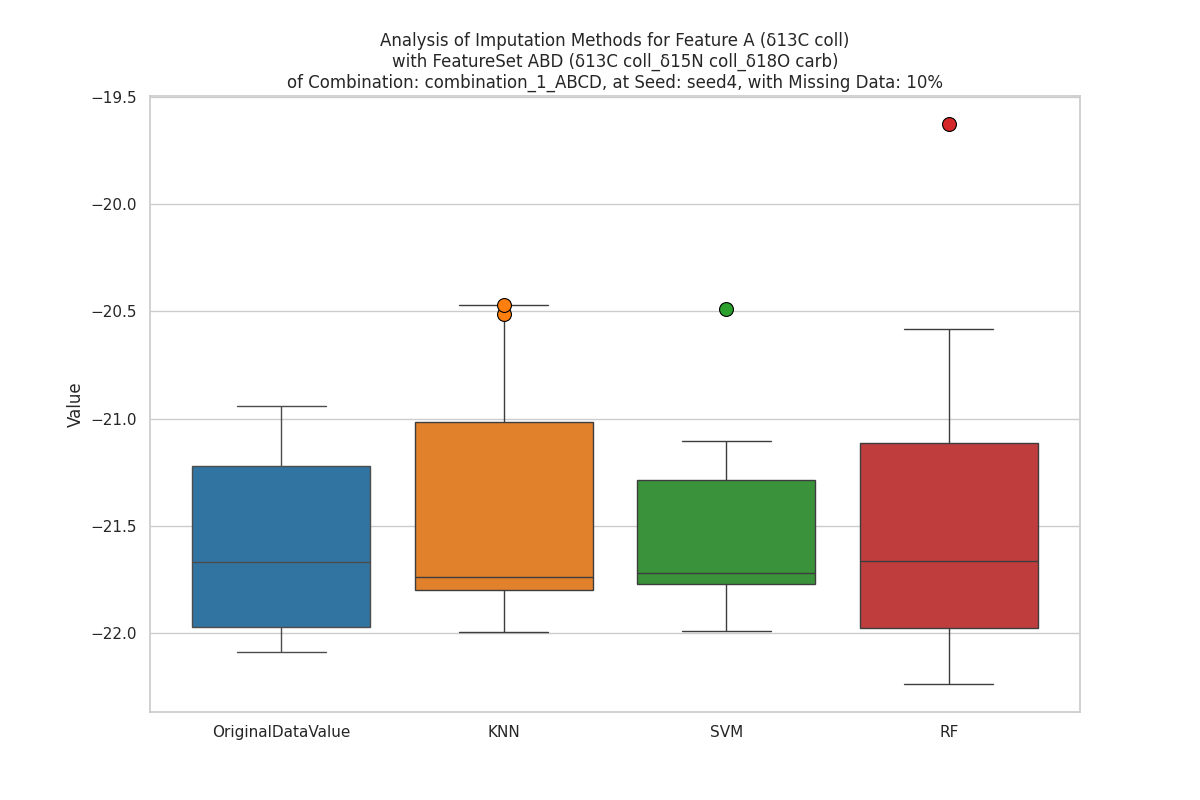 Analysis of Imputation Methods for Feature A (δ13C coll)
with FeatureSet ABD (δ13C coll_δ15N coll_δ18O carb)
of Combination: combination_1_ABCD, at Seed: seed4, with Missing Data: 10%
−19.5
−20.0
−20.5
−21.0
−21.5
−22.0
Value
OriginalDataValue
KNN
SVM
RF